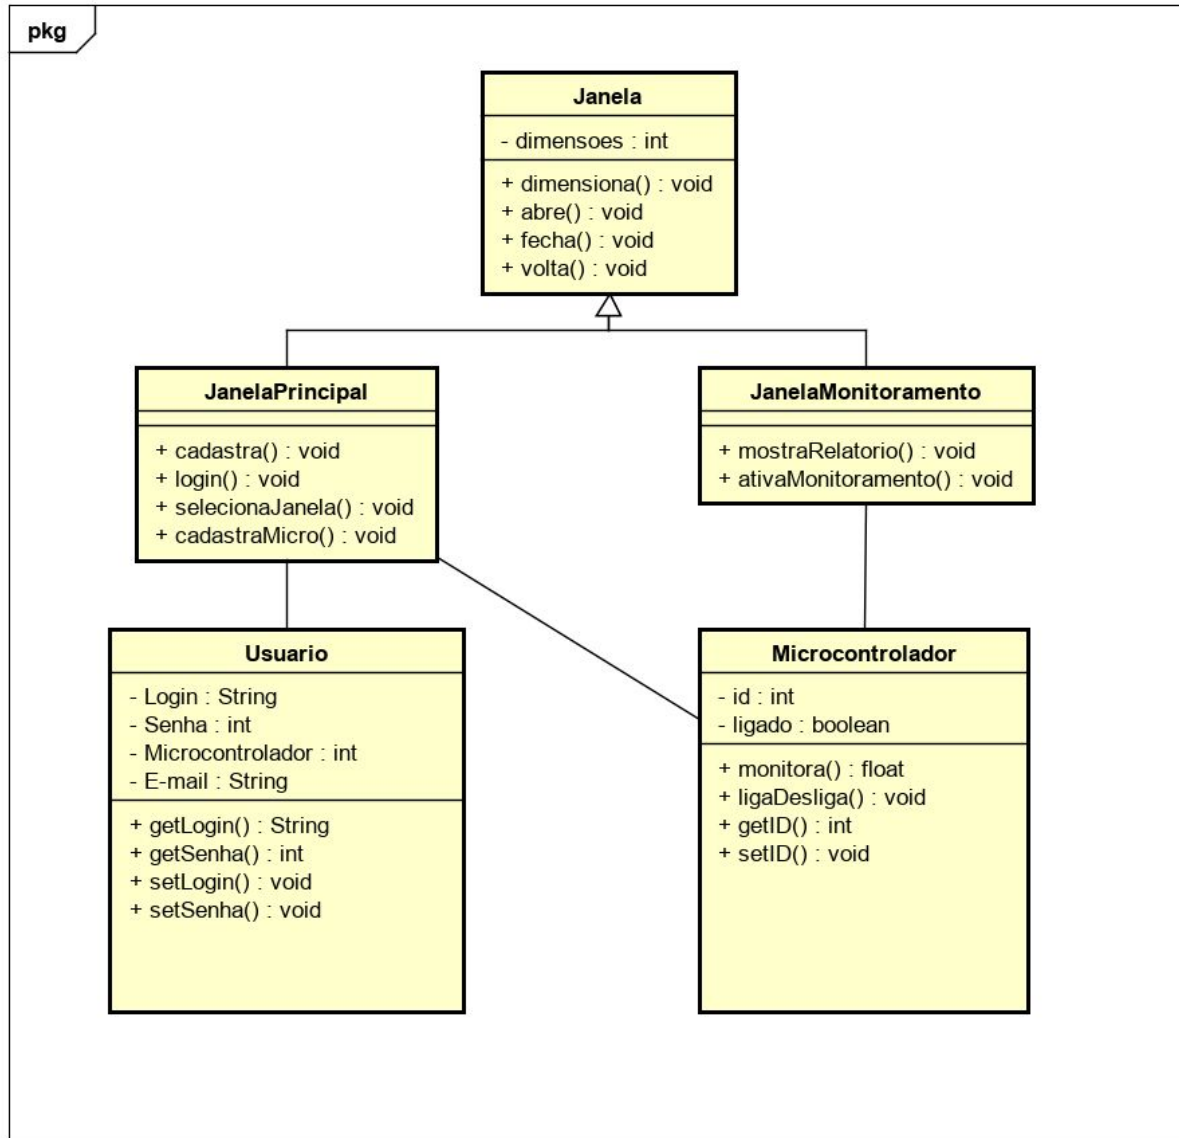 pkg
Janela
- dimensoes : int
+ dimensiona() : void
+ abre() : void
+ fecha() : void
+ volta() : void
JanelaPrincipal
+ cadastra() : void
+ login() : void
+ selecionaJanela() : void
+ cadastraMicro() : void
JanelaMonitoramento
+ mostraRelatorio() : void
+ ativaMonitoramento() : void
Usuario
- Login : String
- Senha : int
- Microcontrolador : int
- E-mail : String
+ getLogin() : String
+ getSenha() : int
+ setLogin() : void
+ setSenha() : void
Microcontrolador
- id : int
- ligado : boolean
+ monitora() : float
+ ligaDesliga() : void
+ getID() : int
+ setID() : void